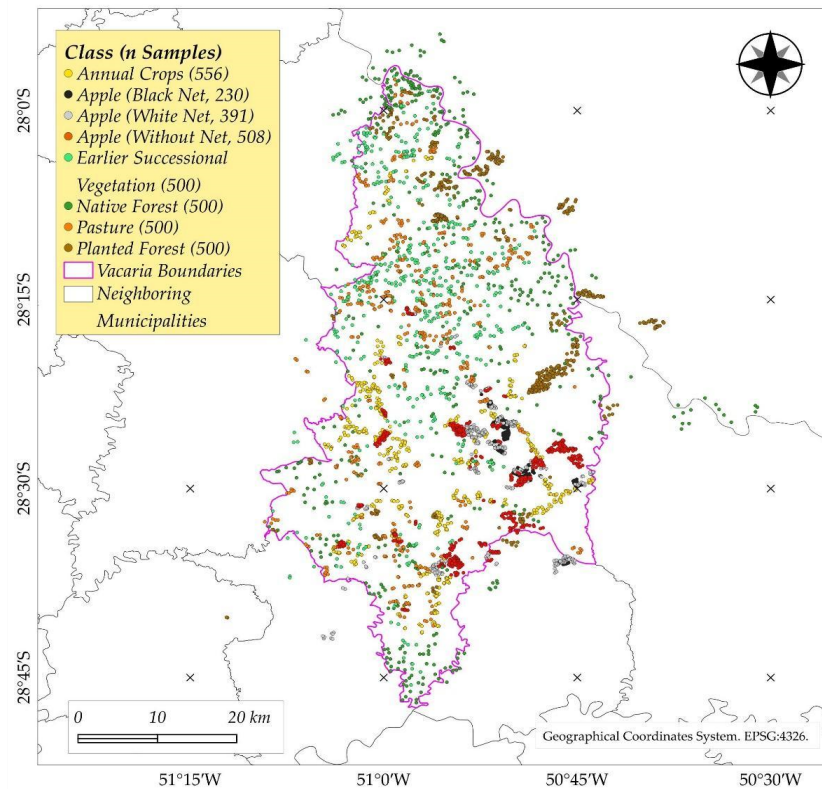 Class (n Samples)
Annual Crops (556)
Apple (Black Net, 230)
Apple (White Net, 391)
Apple (Without Net, 508)
Earlier Successional
Vegetation (500)
Native Forest (500)
Pasture (500)
Planted Forest (500)
Vacaria Boundaries
Neighboring
Municipalities
28°0'S
28°15'S
28°30'S
28°45'S
0 10 20 km
Geographical Coordinates System. EPSG:4326.
51°15'W 51°0'W 50°45'W 50°30'W